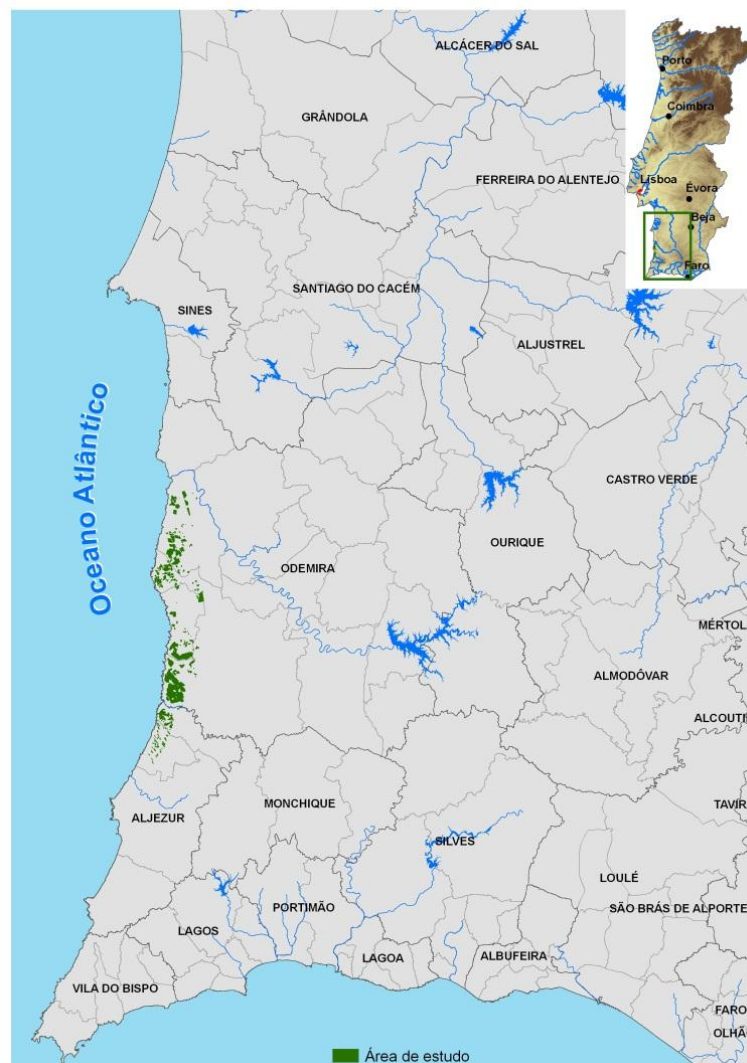 ALCÁCER DO SAL
Porto
Coimbra
GRÂNDOLA
FERREIRA DO ALENTEJO
Lisboa
Évora
Beja
Faro
SANTIAGO DO CACÉM
SINES
ALJUSTREL
Oceano Atlântico
CASTRO VERDE
OURIQUE
ODEMIRA
MÉRTOL
ALMODÔVAR
ALCOUTI
MONCHIQUE
ALJEZUR
TAVIR
SILVES
LOULÉ
PORTIMÃO
SÃO BRÁS DE ALPORTE
LAGOS
LAGOA
ALBUFEIRA
VILA DO BISPO
FARO
OLHÃ
Área de estudo